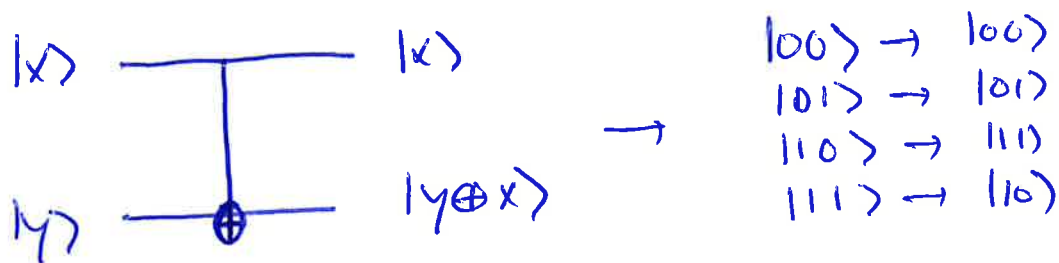 |x⟩ |x⟩
|y⟩ |y⊕x⟩
→
|00⟩ → |00⟩
|01⟩ → |01⟩
|10⟩ → |11⟩
|11⟩ → |10⟩